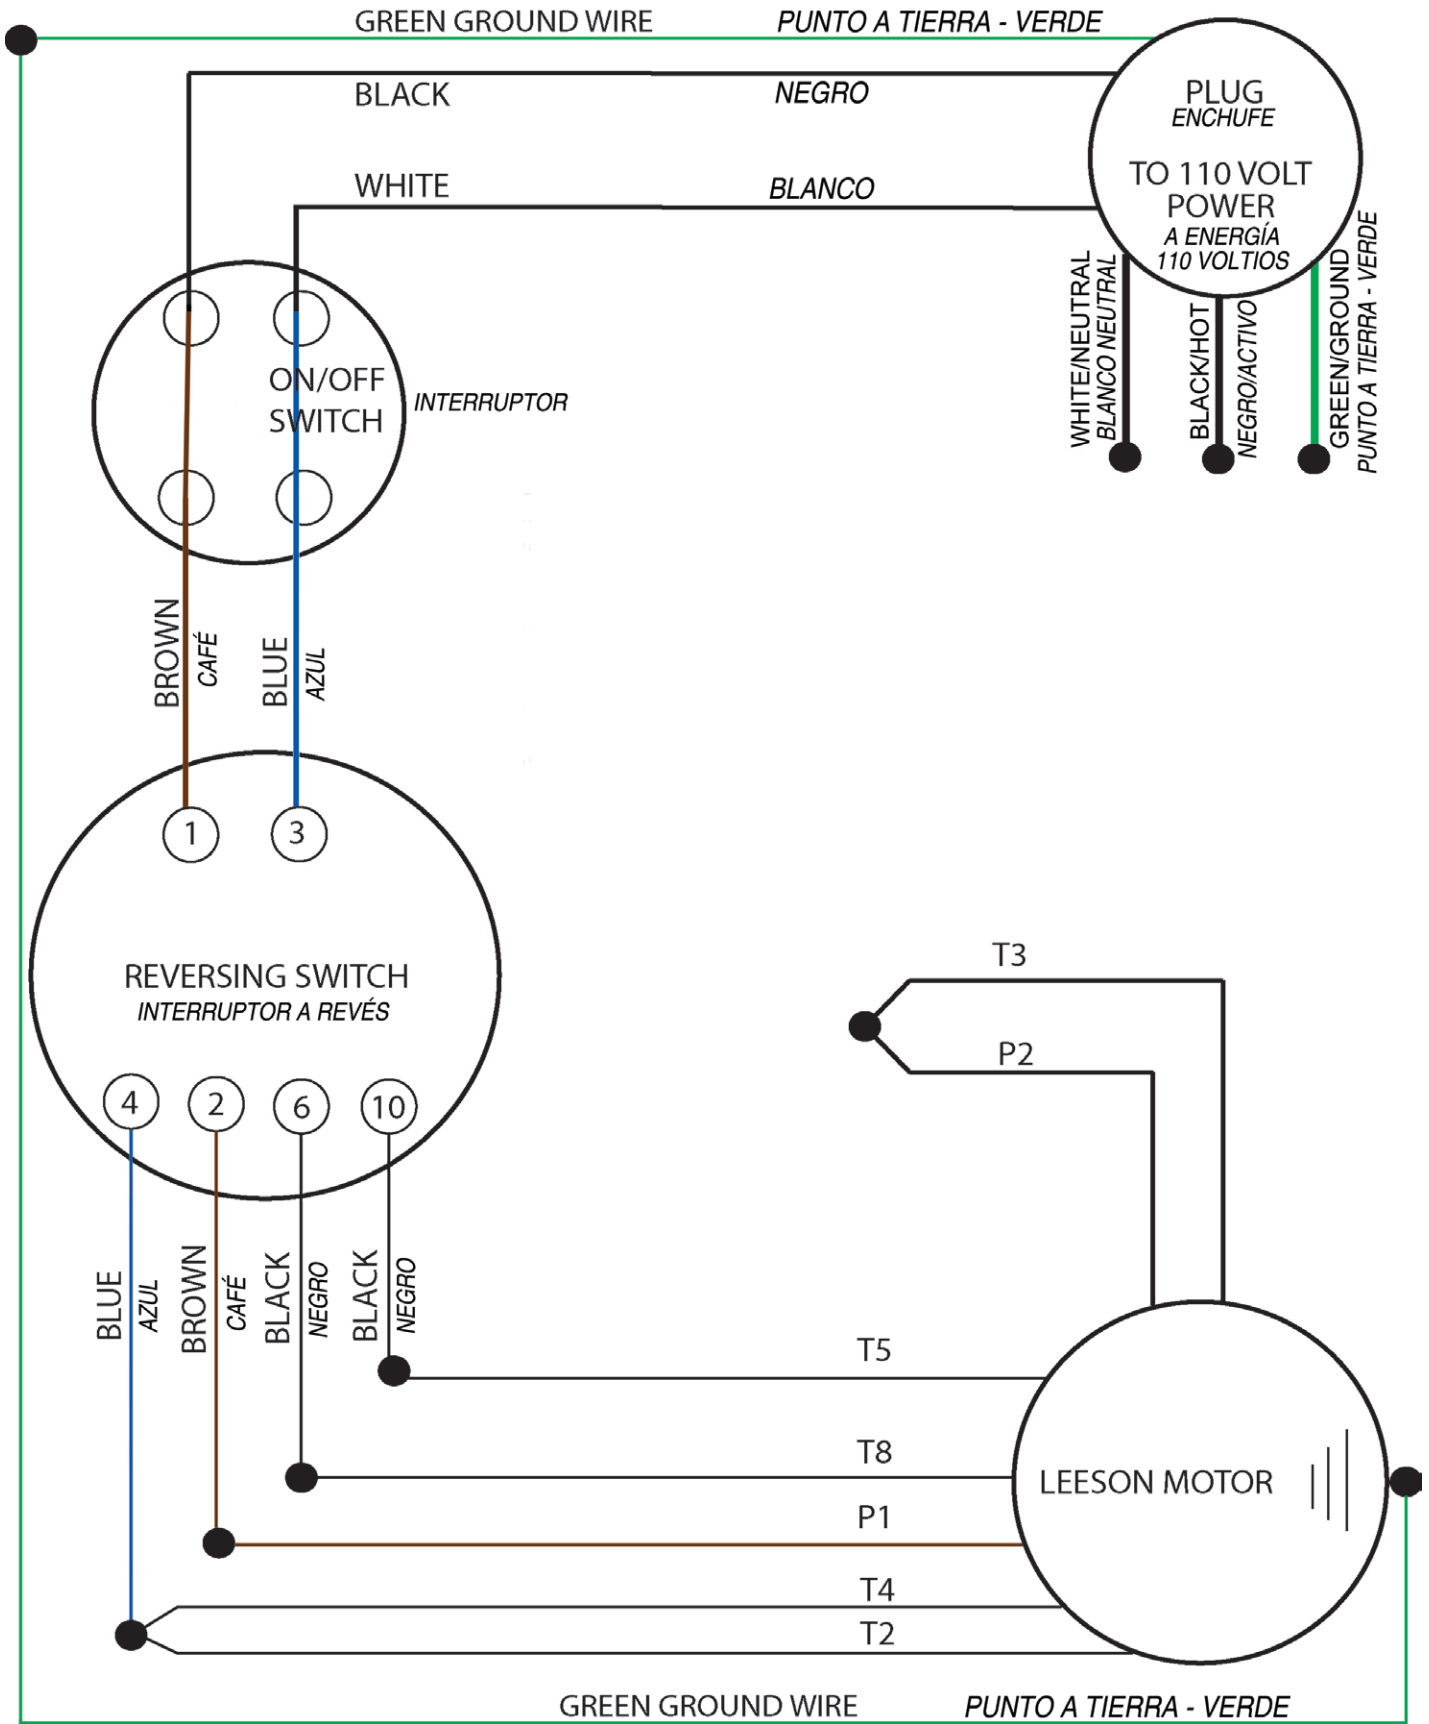 GREEN GROUND WIRE
PUNTO A TIERRA - VERDE
BLACK
NEGRO
WHITE
BLANCO
PLUG
ENCHUFE
TO 110 VOLT
POWER
A ENERGÍA
110 VOLTIOS
WHITE/NEUTRAL
BLANCO NEUTRAL
BLACK/HOT
NEGRO/ACTIVO
GREEN/GROUND
PUNTO A TIERRA - VERDE
ON/OFF
SWITCH
INTERRUPTOR
BROWN
CAFÉ
BLUE
AZUL
1
3
REVERSING SWITCH
INTERRUPTOR A REVÉS
4
2
6
10
BLUE
AZUL
BROWN
CAFÉ
BLACK
NEGRO
BLACK
NEGRO
T3
P2
T5
T8
P1
T4
T2
LEESON MOTOR
GREEN GROUND WIRE
PUNTO A TIERRA - VERDE